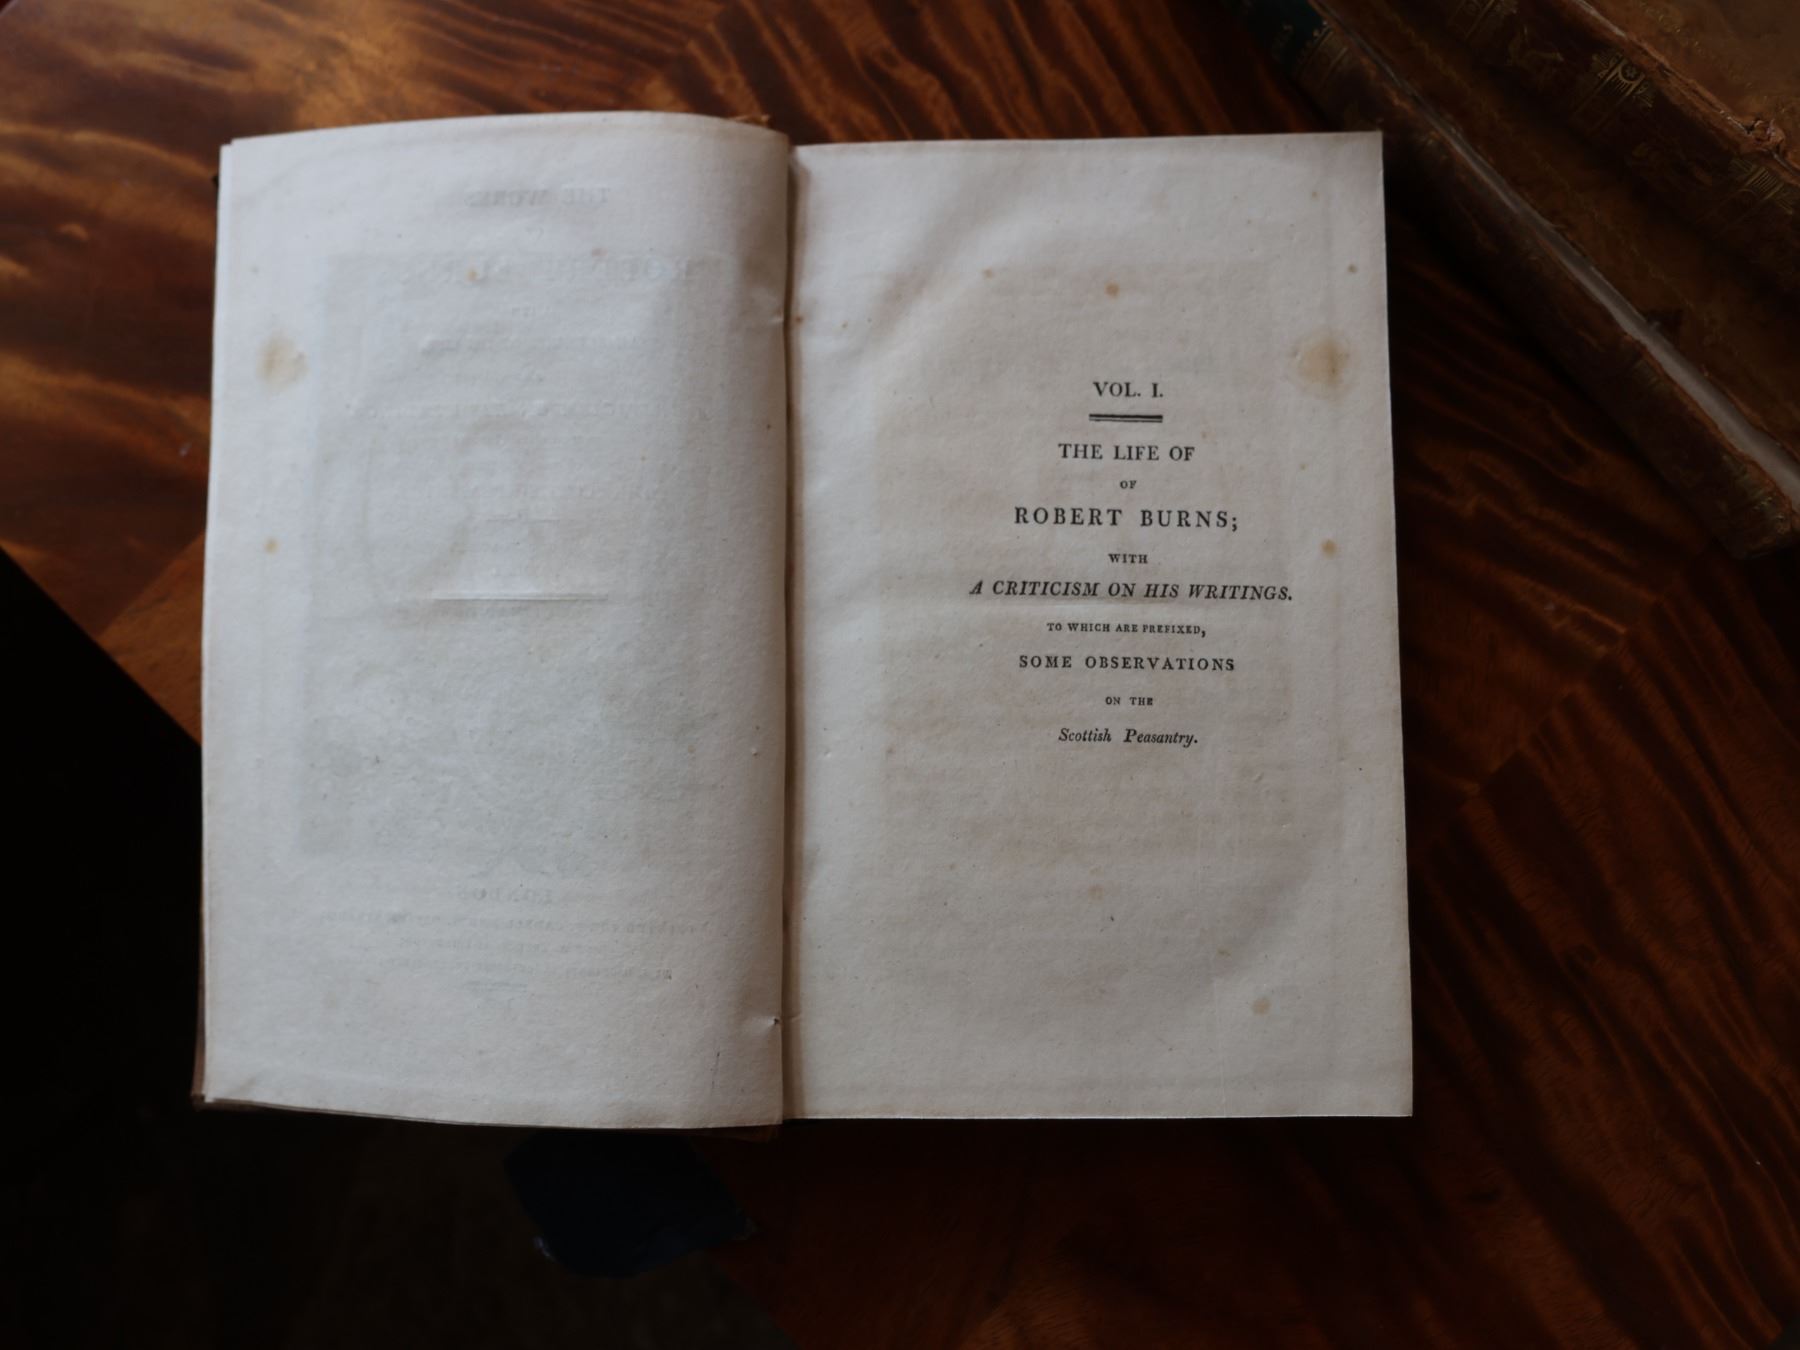 VOL. I.
THE LIFE OF
OF
ROBERT BURNS;
WITH
A CRITICISM ON HIS WRITINGS.
TO WHICH ARE PREFIXED,
SOME OBSERVATIONS
ON THE
Scottish Peasantry.